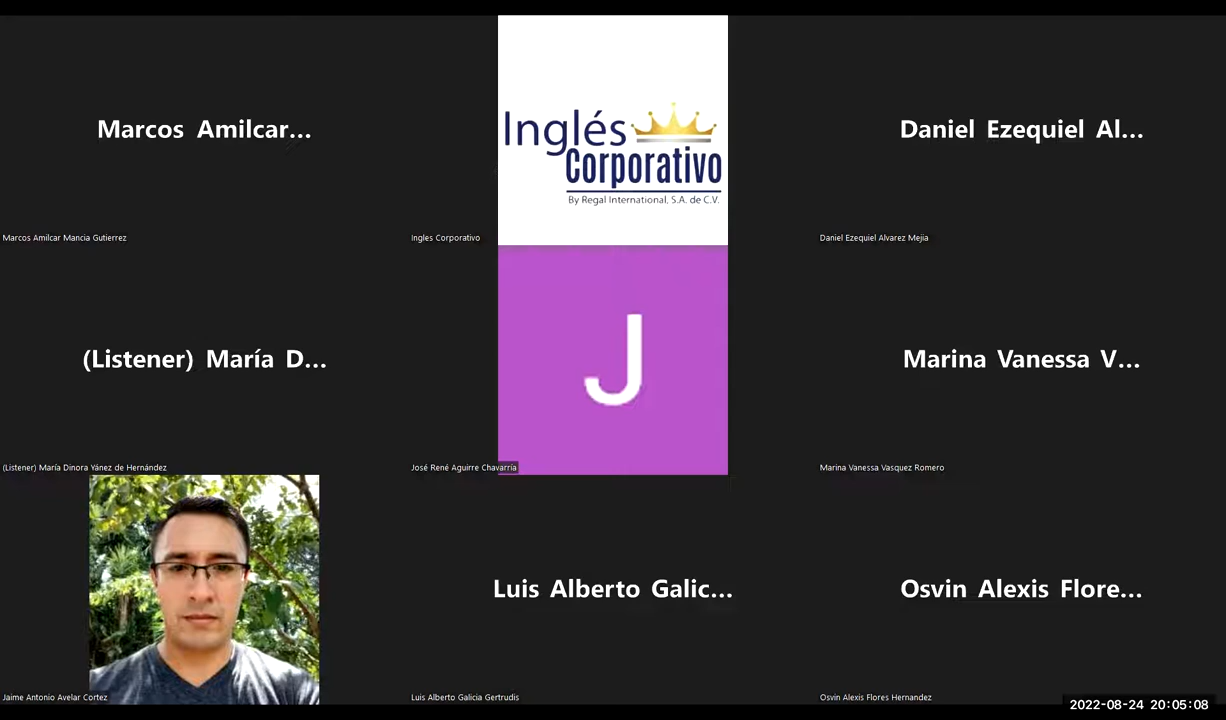 Marcos Amilcar...
Marcos Amilcar Mancia Gutierrez
Inglés
Corporativo
By Regal International, S.A. de C.V.
Ingles Corporativo
Daniel Ezequiel Al...
Daniel Ezequiel Alvarez Mejia
(Listener) María D...
(Listener) María Dinora Yánez de Hernández
J
José René Aguirre Chavarría
Marina Vanessa V...
Marina Vanessa Vasquez Romero
Jaime Antonio Avelar Cortez
Luis Alberto Galic...
Luis Alberto Galicia Gertrudis
Osvin Alexis Flore...
Osvin Alexis Flores Hernandez
2022-08-24 20:05:08